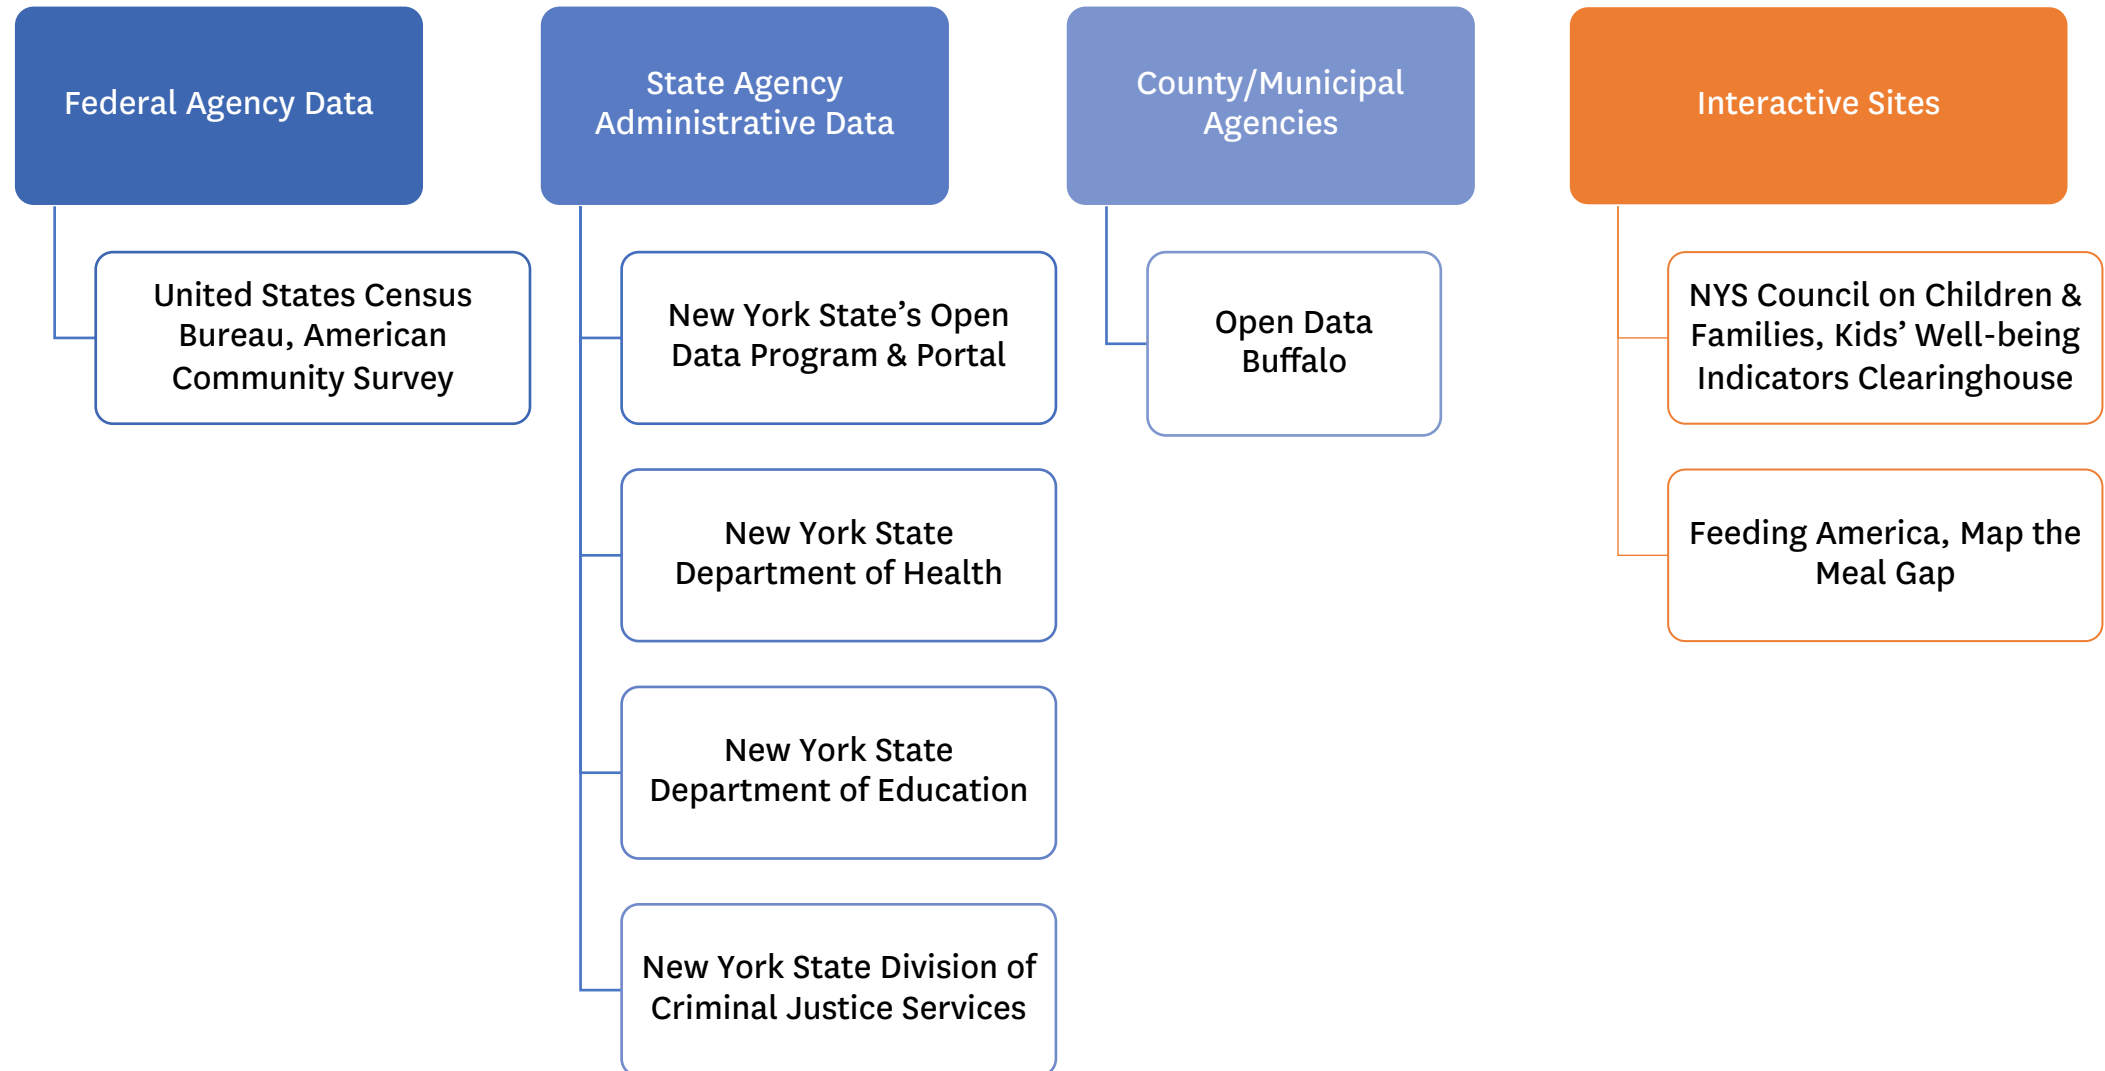 Federal Agency Data
State Agency
Administrative Data
County/Municipal
Agencies
Interactive Sites
United States Census
Bureau, American
Community Survey
New York State’s Open
Data Program & Portal
New York State
Department of Health
New York State
Department of Education
New York State Division of
Criminal Justice Services
Open Data
Buffalo
NYS Council on Children &
Families, Kids’ Well-being
Indicators Clearinghouse
Feeding America, Map the
Meal Gap